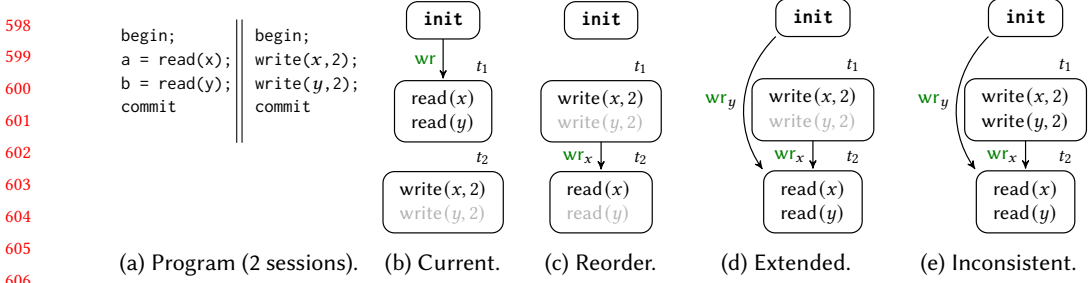 598
599
600
601
602
603
604
605
606
begin;
a = read(x);
b = read(y);
commit
begin;
write(x,2);
write(y,2);
commit
(a) Program (2 sessions).
init
wr
t1
read(x)
read(y)
t2
write(x, 2)
write(y, 2)
(b) Current.
init
t1
write(x, 2)
write(y, 2)
wrx
t2
read(x)
read(y)
(c) Reorder.
init
wry
t1
write(x, 2)
write(y, 2)
wrx
t2
read(x)
read(y)
(d) Extended.
init
wry
t1
write(x, 2)
write(y, 2)
wrx
t2
read(x)
read(y)
(e) Inconsistent.